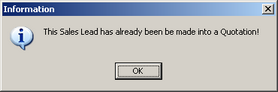 Information
This Sales Lead has already been be made into a Quotation!
OK